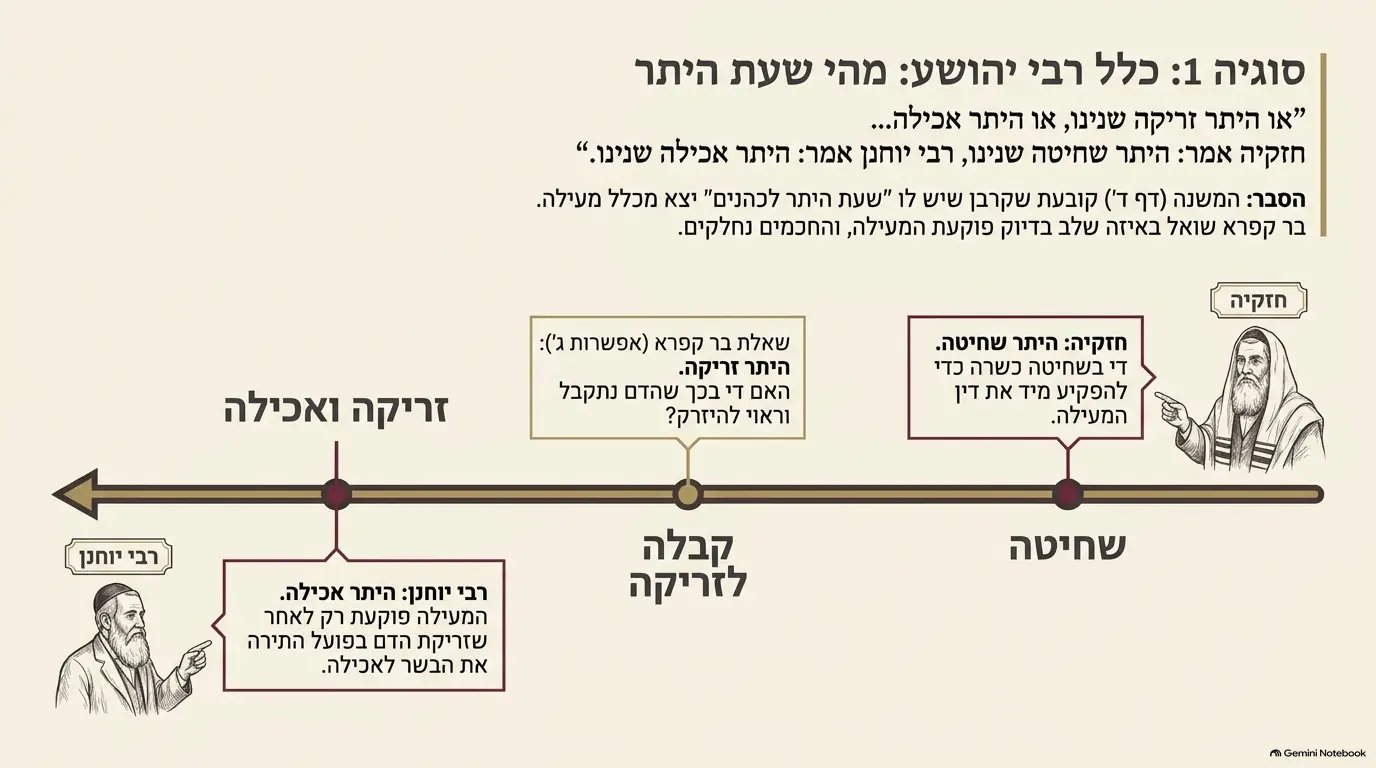 סוגיה 1: כלל רבי יהושע: מהי שעת היתר
”או היתר זריקה שנינו, או היתר אכילה...
חזקיה אמר: היתר שחיטה שנינו, רבי יוחנן אמר: היתר אכילה שנינו.“
הסבר: המשנה (דף ד') קובעת שקרבן שיש לו "שעת היתר לכהנים" יצא מכלל מעילה.
בר קפרא שואל באיזה שלב בדיוק פוקעת המעילה, והחכמים נחלקים.
חזקיה
חזקיה: היתר שחיטה.
די בשחיטה כשרה כדי
להפקיע מיד את דין
המעילה.
שאלת בר קפרא (אפשרות ג'):
היתר זריקה.
האם די בכך שהדם נתקבל
וראוי להיזרק?
זריקה ואכילה
שחיטה
קבלה
לזריקה
רבי יוחנן
רבי יוחנן: היתר אכילה.
המעילה פוקעת רק לאחר
שזריקת הדם בפועל התירה
את הבשר לאכילה.
Gemini Notebook